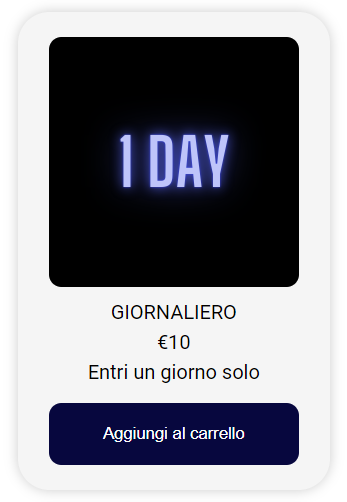 1 DAY
GIORNALIERO
€10
Entri un giorno solo
Aggiungi al carrello